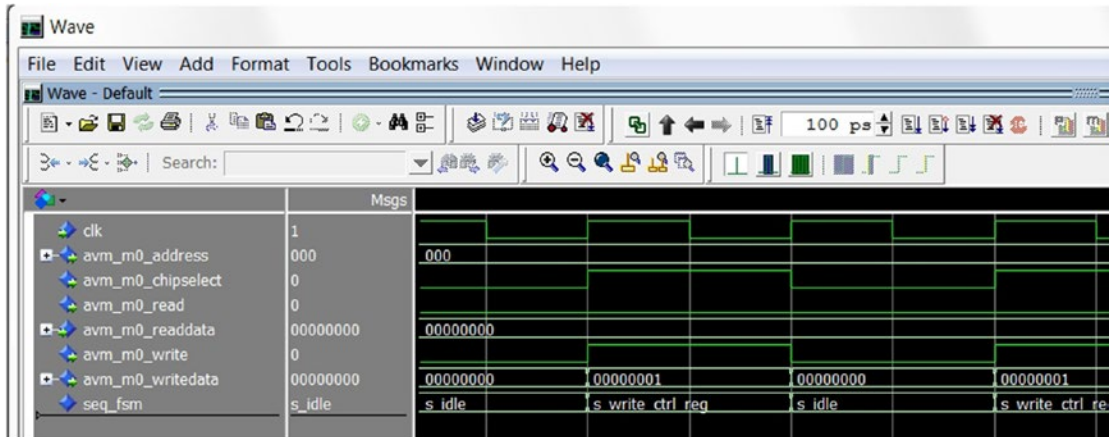 Wave
File Edit View Add Format Tools Bookmarks Window Help
Wave - Default
100 ps
Search:
Msgs
clk 1
avm_m0_address 000 000
avm_m0_chipselect 0
avm_m0_read 0
avm_m0_readdata 00000000 00000000
avm_m0_write 0
avm_m0_writedata 00000000 00000000 00000001 00000000 00000001
seq_fsm s_idle s_idle s_write_ctrl_reg s_idle s_write_ctrl_re